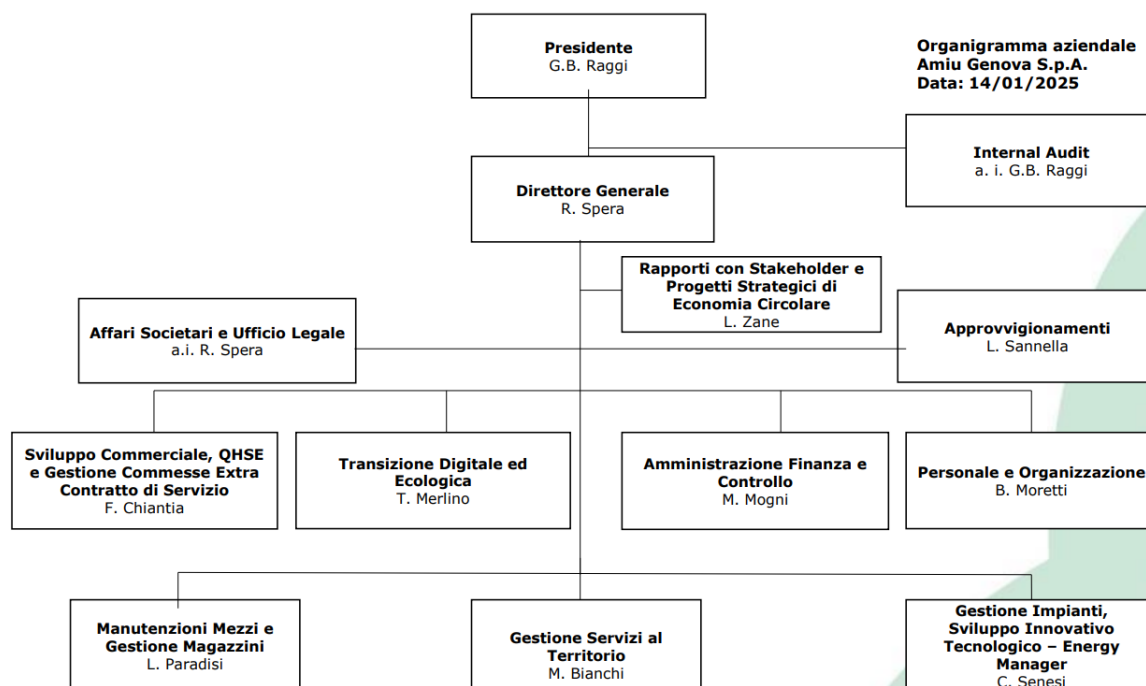 Presidente
G.B. Raggi
Organigramma aziendale
Amiu Genova S.p.A.
Data: 14/01/2025
Internal Audit
a. i. G.B. Raggi
Direttore Generale
R. Spera
Rapporti con Stakeholder e
Progetti Strategici di
Economia Circolare
L. Zane
Affari Societari e Ufficio Legale
a.i. R. Spera
Approvvigionamenti
L. Sannella
Sviluppo Commerciale, QHSE
e Gestione Commesse Extra
Contratto di Servizio
F. Chiantia
Transizione Digitale ed
Ecologica
T. Merlino
Amministrazione Finanza e
Controllo
M. Mogni
Personale e Organizzazione
B. Moretti
Manutenzioni Mezzi e
Gestione Magazzini
L. Paradisi
Gestione Servizi al
Territorio
M. Bianchi
Gestione Impianti,
Sviluppo Innovativo
Tecnologico – Energy
Manager
C. Senesi